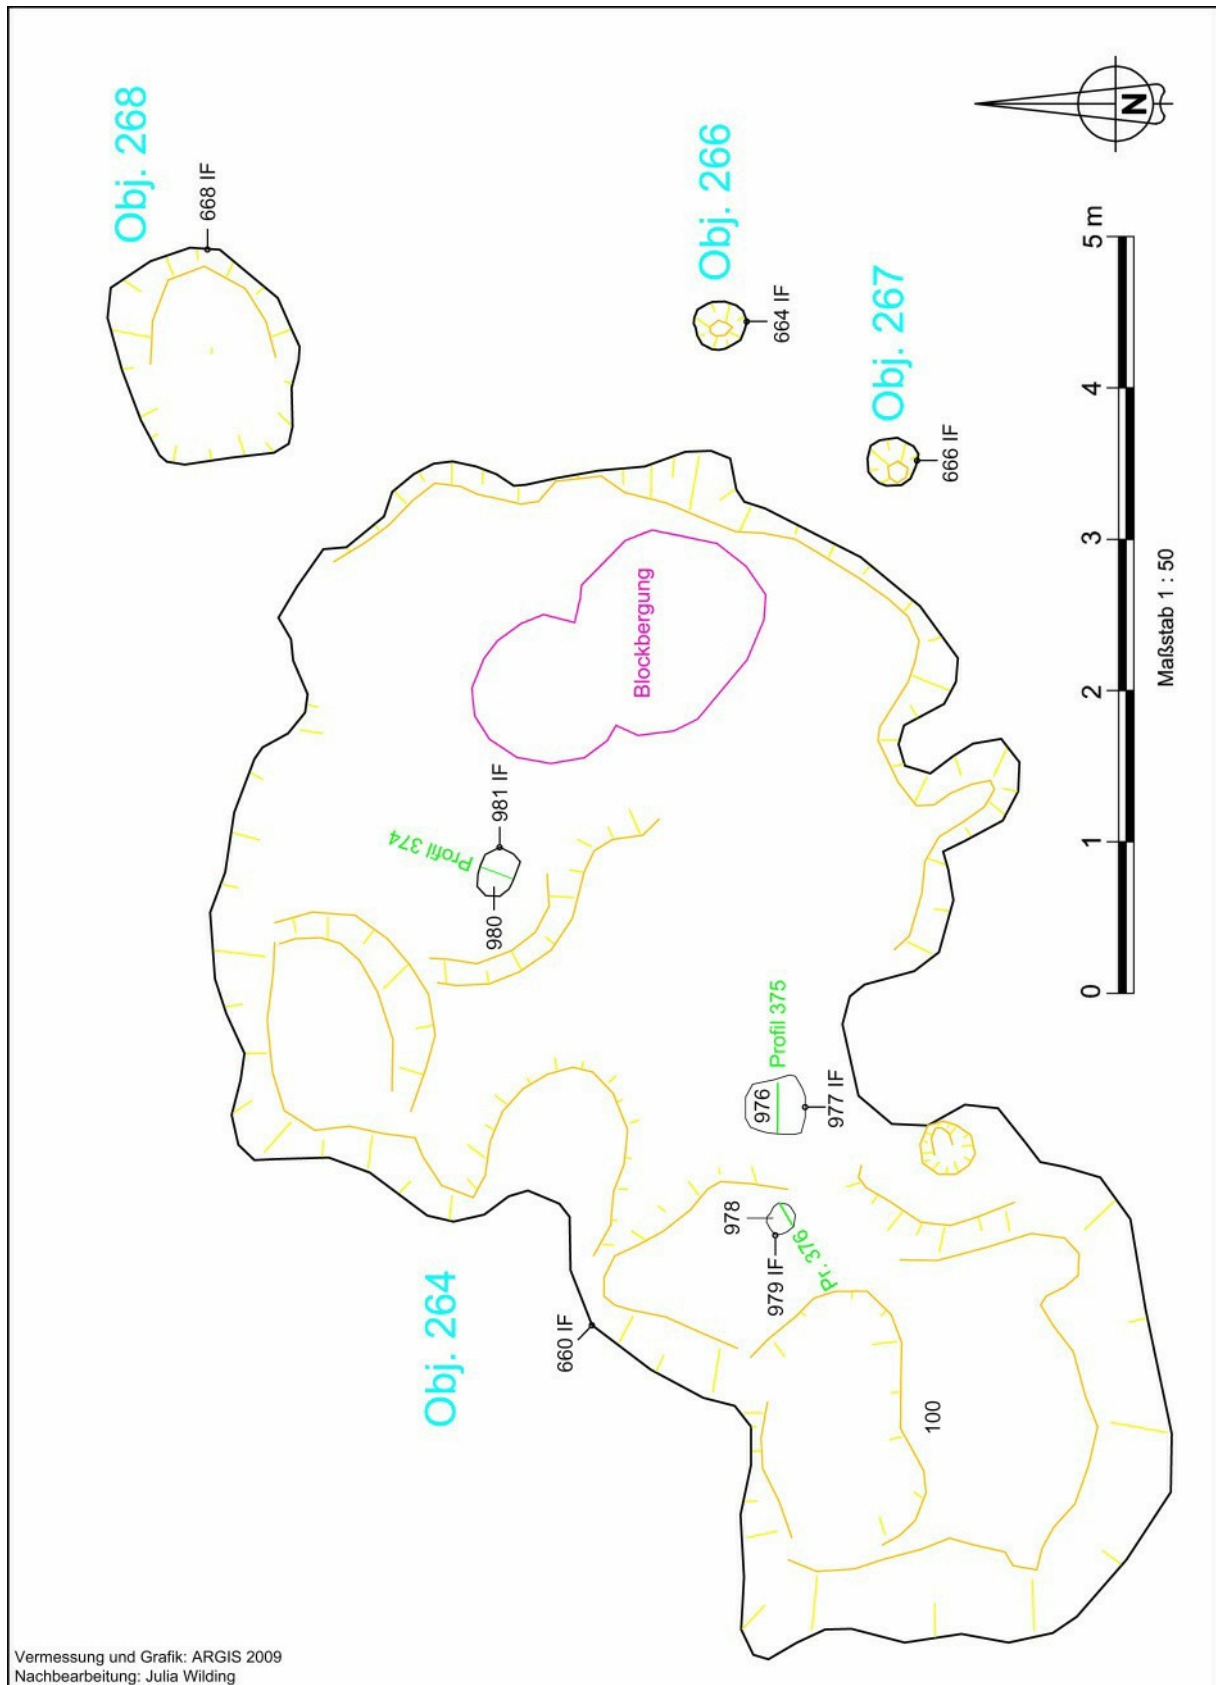 Obj. 268
668 IF
N
Obj. 266
664 IF
Obj. 267
666 IF
5 m
4
3
2
1
0
Maßstab 1 : 50
Blockbergung
Profil 374
981 IF
980
Profil 375
976
977 IF
978
979 IF
Pr. 376
Obj. 264
660 IF
100
Vermessung und Grafik: ARGIS 2009
Nachbearbeitung: Julia Wilding